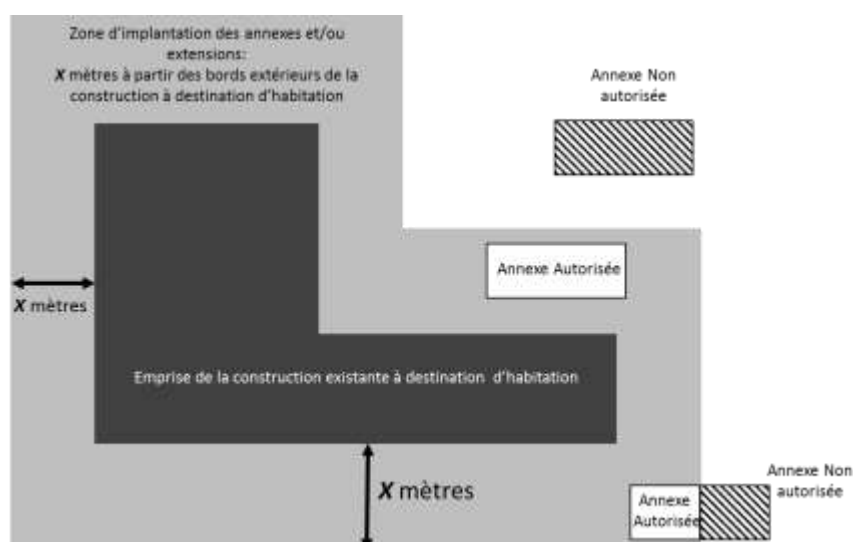 Zone d'implantation des annexes et/ou
extensions:
X mètres à partir des bords extérieurs de la
construction à destination d'habitation
Annexe Non
autorisée
Annexe Autorisée
X mètres
Emprise de la construction existante à destination d'habitation
X mètres
Annexe Non
autorisée
Annexe
Autorisée